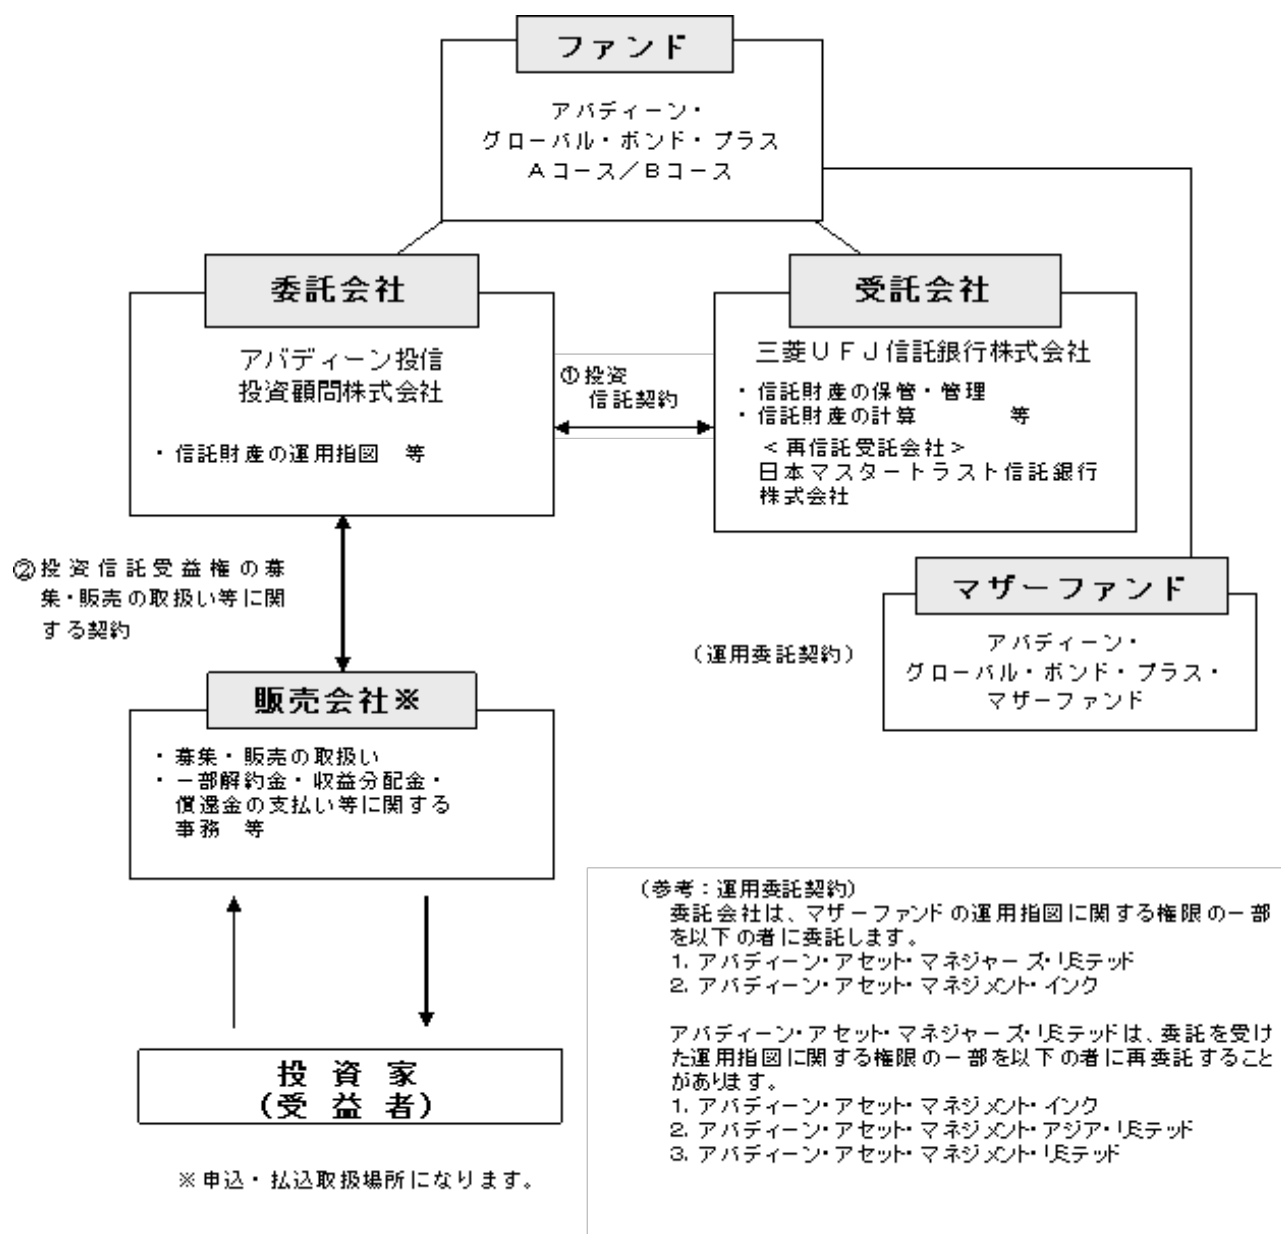 ファンド
アバディーン・
グローバル・ボンド・プラス
Aコース／Bコース
委託会社
アバディーン投信
投資顧問株式会社
・信託財産の運用指図　等
①投資
信託契約
受託会社
三菱UFJ信託銀行株式会社
・信託財産の保管・管理
・信託財産の計算　　　等
＜再信託受託会社＞
日本マスタートラスト信託銀行
株式会社
②投資信託受益権の募
集・販売の取扱い等に関
する契約
マザーファンド
アバディーン・
グローバル・ボンド・プラス・
マザーファンド
（運用委託契約）
販売会社※
・募集・販売の取扱い
・一部解約金・収益分配金・
償還金の支払い等に関する
事務　等
投資家
（受益者）
※申込・払込取扱場所になります。
（参考：運用委託契約）
委託会社は、マザーファンドの運用指図に関する権限の一部
を以下の者に委託します。
1. アバディーン・アセット・マネジャーズ・リミテッド
2. アバディーン・アセット・マネジメント・インク
アバディーン・アセット・マネジャーズ・リミテッドは、委託を受け
た運用指図に関する権限の一部を以下の者に再委託すること
があります。
1. アバディーン・アセット・マネジメント・インク
2. アバディーン・アセット・マネジメント・アジア・リミテッド
3. アバディーン・アセット・マネジメント・リミテッド